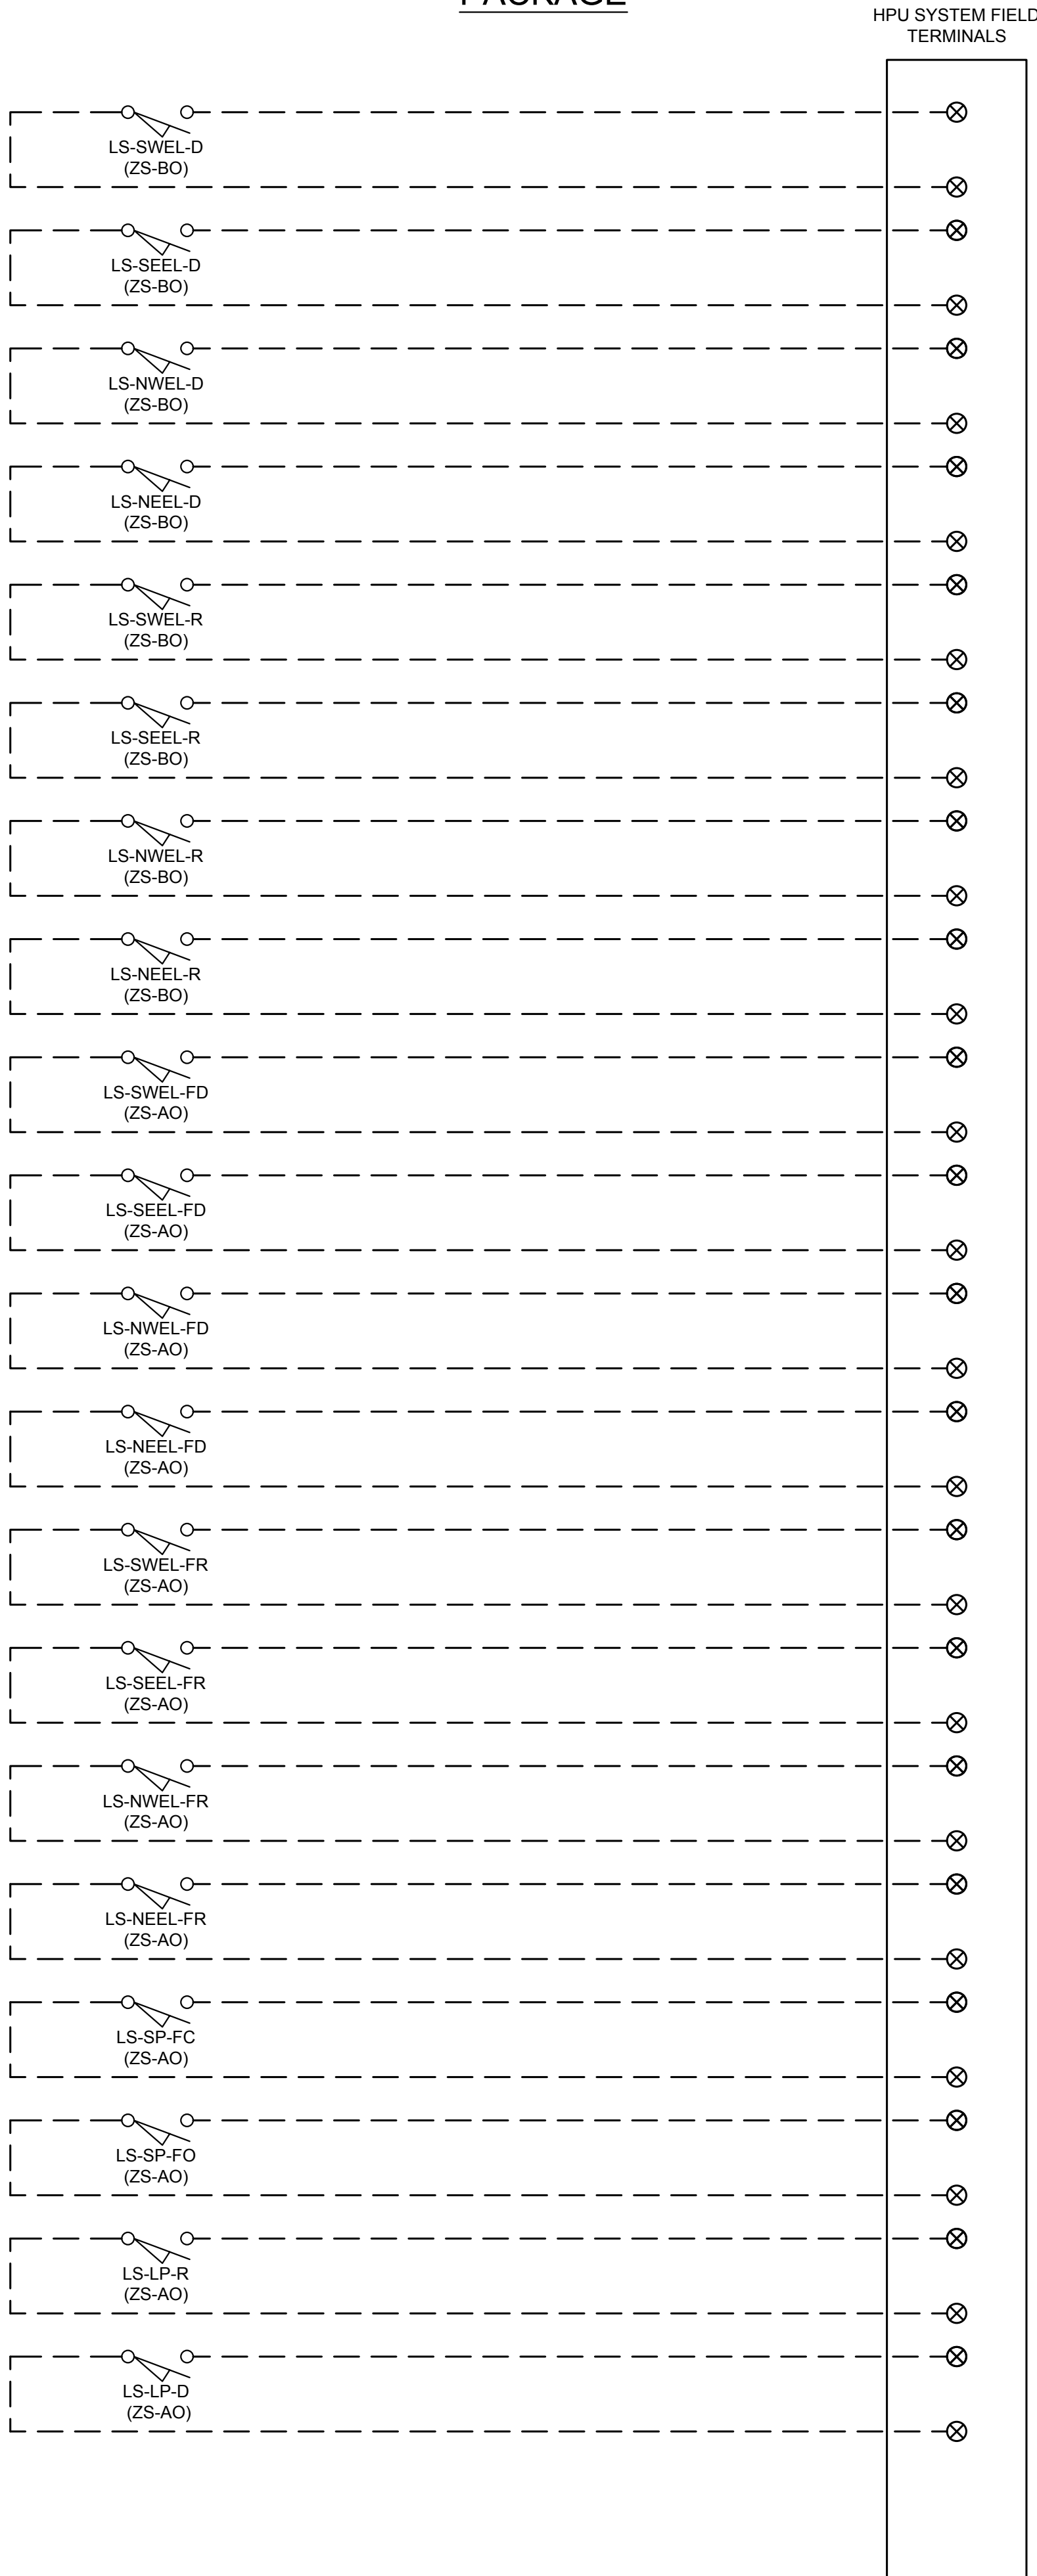 PACKAGE
HPU SYSTEM FIELD
TERMINALS
LS-SWEL-D
(ZS-BO)
LS-SEEL-D
(ZS-BO)
LS-NWEL-D
(ZS-BO)
LS-NEEL-D
(ZS-BO)
LS-SWEL-R
(ZS-BO)
LS-SEEL-R
(ZS-BO)
LS-NWEL-R
(ZS-BO)
LS-NEEL-R
(ZS-BO)
LS-SWEL-FD
(ZS-AO)
LS-SEEL-FD
(ZS-AO)
LS-NWEL-FD
(ZS-AO)
LS-NEEL-FD
(ZS-AO)
LS-SWEL-FR
(ZS-AO)
LS-SEEL-FR
(ZS-AO)
LS-NWEL-FR
(ZS-AO)
LS-NEEL-FR
(ZS-AO)
LS-SP-FC
(ZS-AO)
LS-SP-FO
(ZS-AO)
LS-LP-R
(ZS-AO)
LS-LP-D
(ZS-AO)